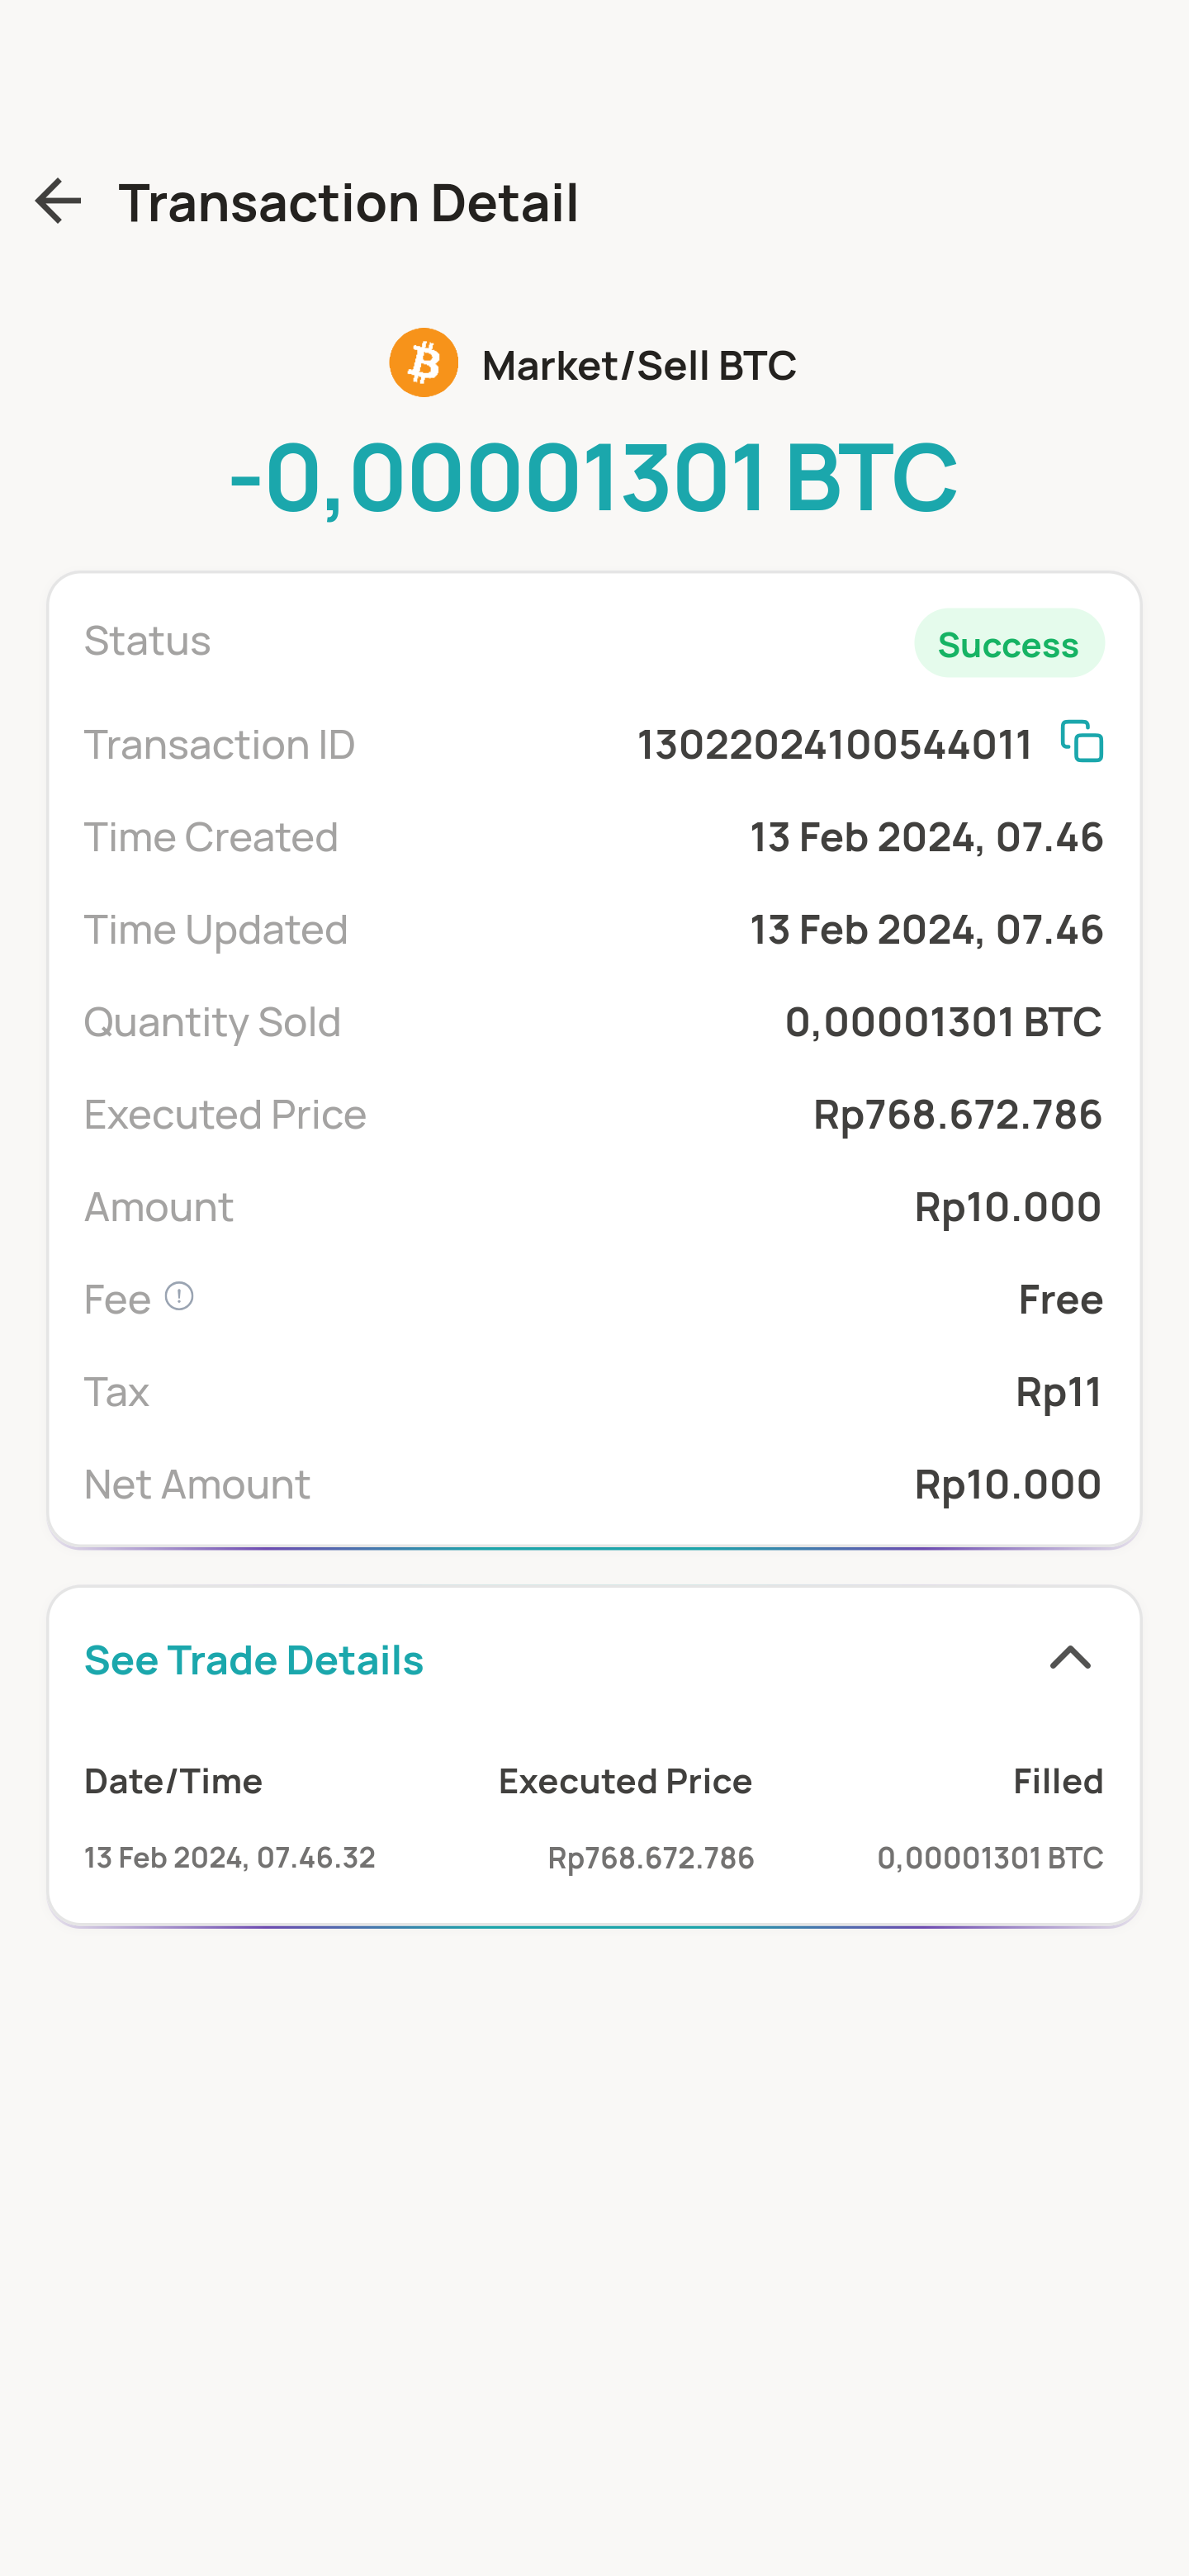 Transaction Detail
Market/Sell BTC
-0,00001301 BTC
Status Success
Transaction ID 13022024100544011
Time Created 13 Feb 2024, 07.46
Time Updated 13 Feb 2024, 07.46
Quantity Sold 0,00001301 BTC
Executed Price Rp768.672.786
Amount Rp10.000
Fee Free
Tax Rp11
Net Amount Rp10.000
See Trade Details
Date/Time Executed Price Filled
13 Feb 2024, 07.46.32 Rp768.672.786 0,00001301 BTC